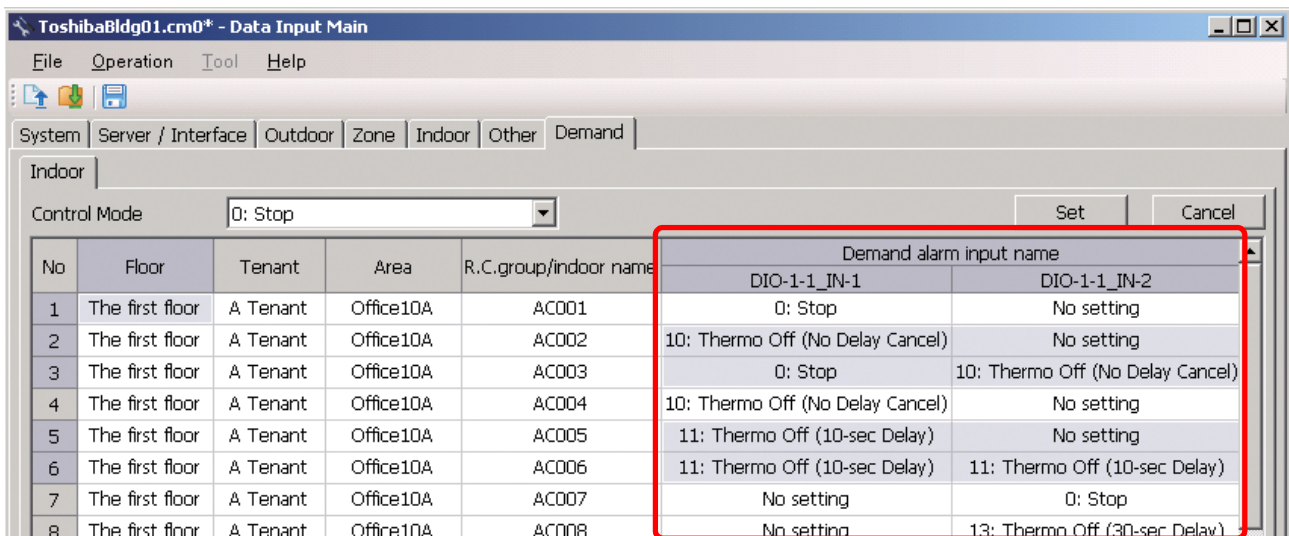 ToshibaBldg01.cm0* - Data Input Main
File Operation Tool Help
System Server / Interface Outdoor Zone Indoor Other Demand
Indoor
Control Mode 0: Stop Set Cancel
No Floor Tenant Area R.C.group/indoor name Demand alarm input name
DIO-1-1_IN-1 DIO-1-1_IN-2
1 The first floor A Tenant Office10A AC001 0: Stop No setting
2 The first floor A Tenant Office10A AC002 10: Thermo Off (No Delay Cancel) No setting
3 The first floor A Tenant Office10A AC003 0: Stop 10: Thermo Off (No Delay Cancel)
4 The first floor A Tenant Office10A AC004 10: Thermo Off (No Delay Cancel) No setting
5 The first floor A Tenant Office10A AC005 11: Thermo Off (10-sec Delay) No setting
6 The first floor A Tenant Office10A AC006 11: Thermo Off (10-sec Delay) 11: Thermo Off (10-sec Delay)
7 The first floor A Tenant Office10A AC007 No setting 0: Stop
8 The first floor A Tenant Office10A AC008 No setting 13: Thermo Off (30-sec Delay)